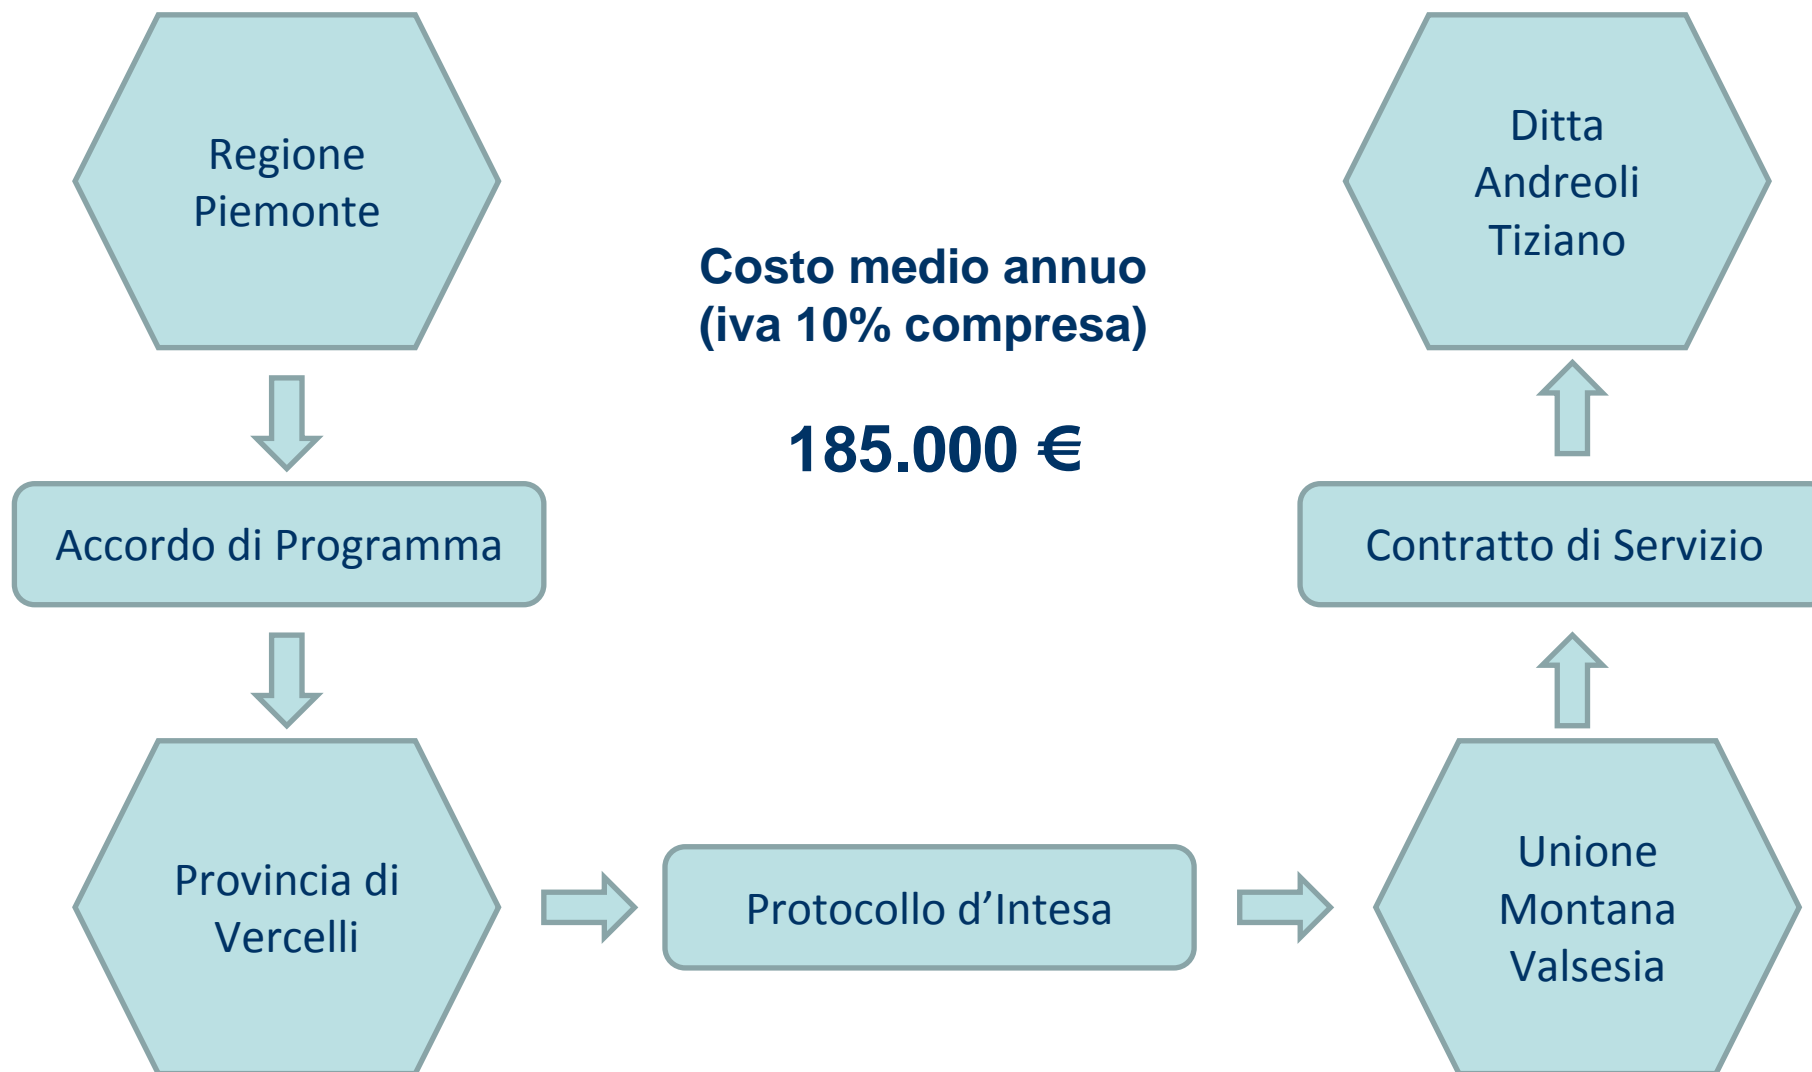 Regione
Piemonte
Ditta
Andreoli
Tiziano
Costo medio annuo
(iva 10% compresa)
185.000 €
Accordo di Programma
Contratto di Servizio
Provincia di
Vercelli
Protocollo d’Intesa
Unione
Montana
Valsesia